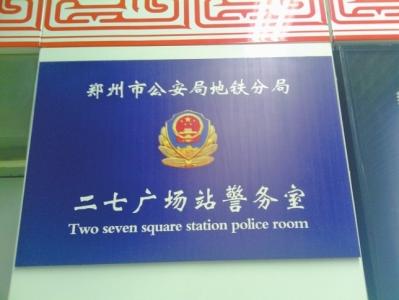 郑州市公安局地铁分局
二七广场站警务室
Two seven square station police room